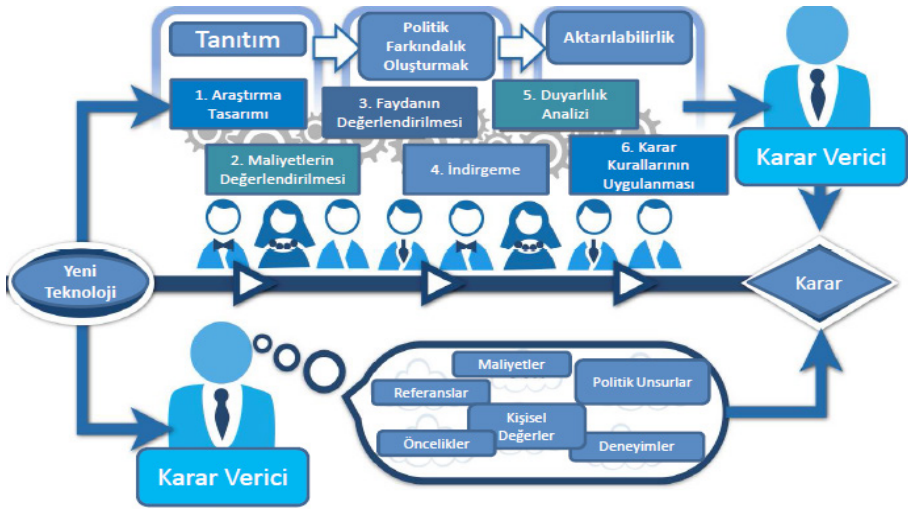 Tanıtım
Politik
Farkındalık
Oluşturmak
Aktarılabilirlik
1. Araştırma
Tasarımı
3. Faydanın
Değerlendirilmesi
5. Duyarlılık
Analizi
2. Maliyetlerin
Değerlendirilmesi
4. İndirgeme
6. Karar
Kurallarının
Uygulanması
Karar Verici
Yeni
Teknoloji
Karar
Maliyetler
Politik Unsurlar
Referanslar
Kişisel
Değerler
Öncelikler
Deneyimler
Karar Verici